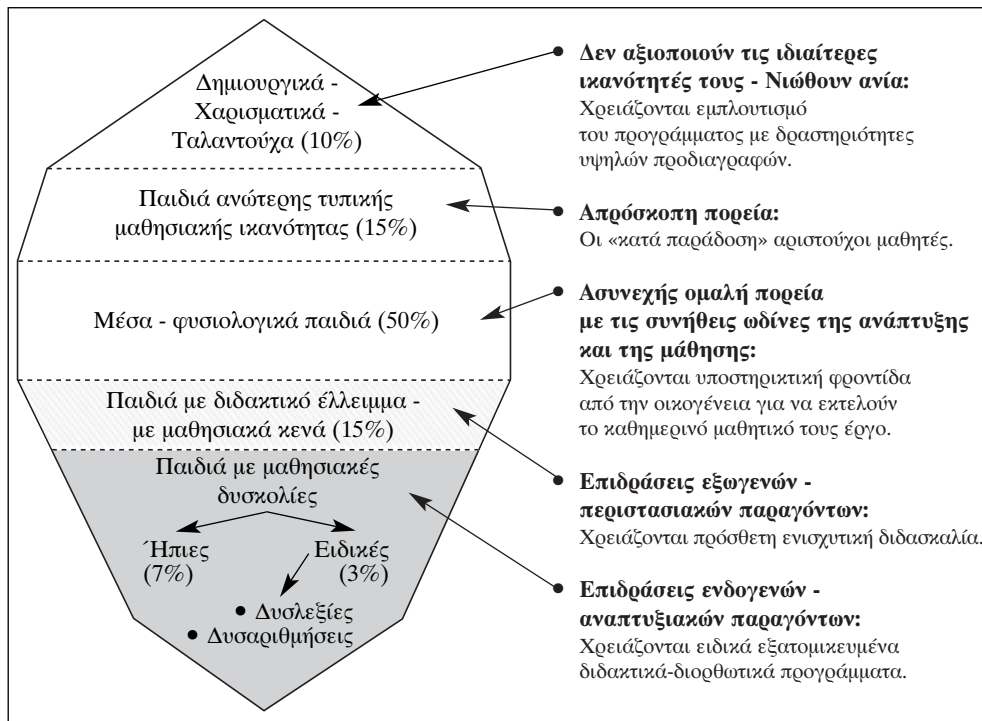 Δημιουργικά -
Χαρισματικά -
Ταλαντούχα (10%)
Παιδιά ανώτερης τυπικής
μαθησιακής ικανότητας (15%)
Μέσα - φυσιολογικά παιδιά (50%)
Παιδιά με διδακτικό έλλειμμα -
με μαθησιακά κενά (15%)
Παιδιά με μαθησιακές
δυσκολίες
Ήπιες
(7%)
Ειδικές
(3%)
• Δυσλεξίες
• Δυσαριθμήσεις
• Δεν αξιοποιούν τις ιδιαίτερες
ικανότητές τους - Νιώθουν ανία:
Χρειάζονται εμπλουτισμό
του προγράμματος με δραστηριότητες
υψηλών προδιαγραφών.
• Απρόσκοπη πορεία:
Οι «κατά παράδοση» αριστούχοι μαθητές.
• Ασυνεχής ομαλή πορεία
με τις συνήθεις ωδίνες της ανάπτυξης
και της μάθησης:
Χρειάζονται υποστηρικτική φροντίδα
από την οικογένεια για να εκτελούν
το καθημερινό μαθητικό τους έργο.
• Επιδράσεις εξωγενών -
περιστασιακών παραγόντων:
Χρειάζονται πρόσθετη ενισχυτική διδασκαλία.
• Επιδράσεις ενδογενών -
αναπτυξιακών παραγόντων:
Χρειάζονται ειδικά εξατομικευμένα
διδακτικά-διορθωτικά προγράμματα.